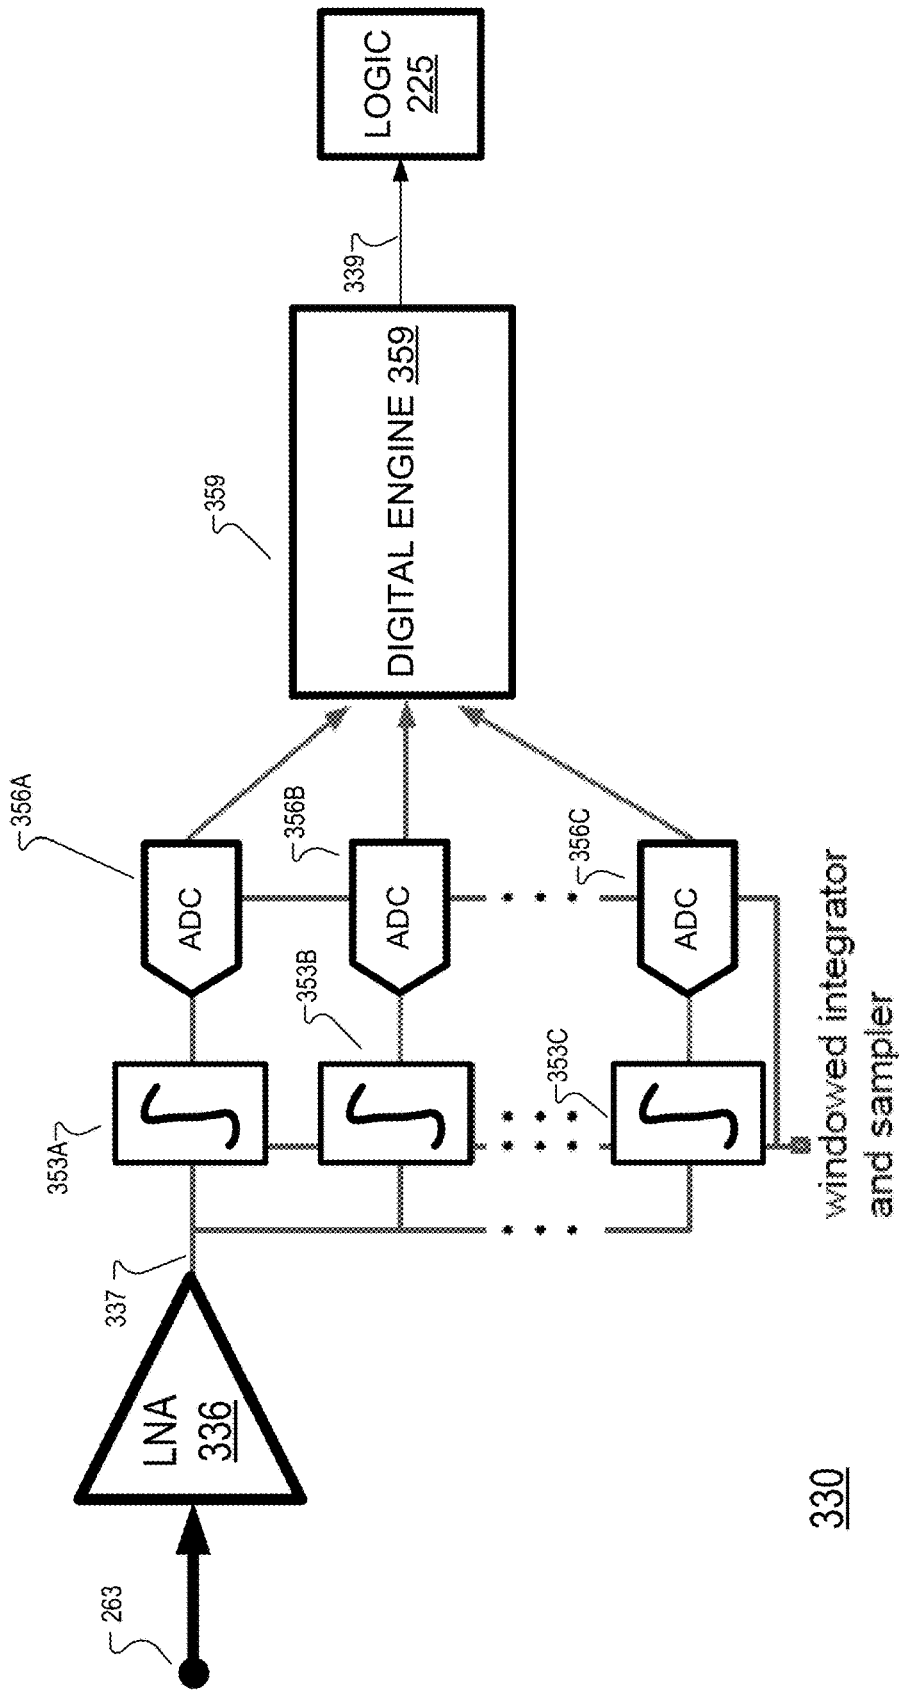 263
LNA
336
337
353A
353B
353C
356A
ADC
356B
ADC
356C
ADC
359
DIGITAL ENGINE 359
339
LOGIC
225
windowed integrator
and sampler
330